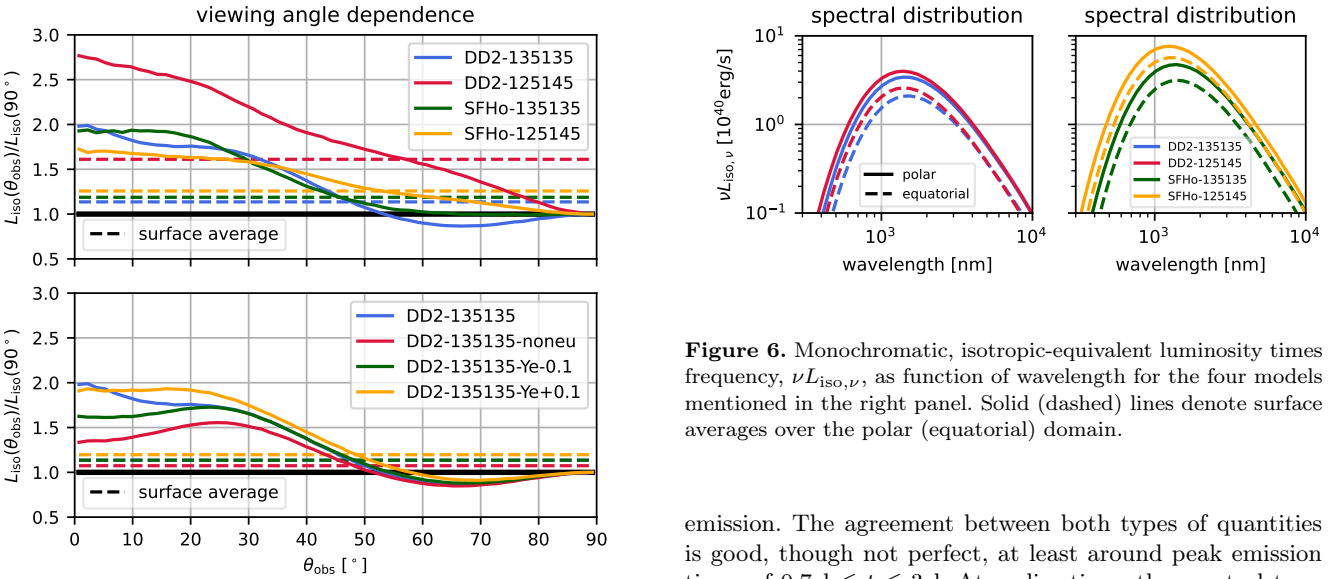 viewing angle dependence
3.0
2.5
2.0
1.5
1.0
0.5
L_iso(θ_obs)/L_iso(90°)
DD2-135135
DD2-125145
SFHo-135135
SFHo-125145
surface average
3.0
2.5
2.0
1.5
1.0
0.5
L_iso(θ_obs)/L_iso(90°)
DD2-135135
DD2-135135-noneu
DD2-135135-Ye-0.1
DD2-135135-Ye+0.1
surface average
0 10 20 30 40 50 60 70 80 90
θ_obs [°]
spectral distribution
10^1
10^0
10^−1
νL_iso,ν [10^40 erg/s]
polar
equatorial
10^3 10^4
wavelength [nm]
spectral distribution
DD2-135135
DD2-125145
SFHo-135135
SFHo-125145
10^3 10^4
wavelength [nm]
Figure 6. Monochromatic, isotropic-equivalent luminosity times
frequency, νL_iso,ν, as function of wavelength for the four models
mentioned in the right panel. Solid (dashed) lines denote surface
averages over the polar (equatorial) domain.
emission. The agreement between both types of quantities
is good, though not perfect, at least around peak emission